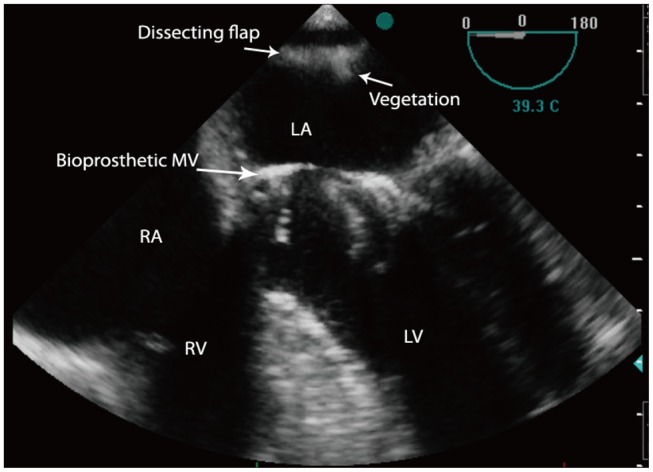 0 0 180
Dissecting flap
Vegetation
39.3 C
LA
Bioprosthetic MV
RA
RV
LV